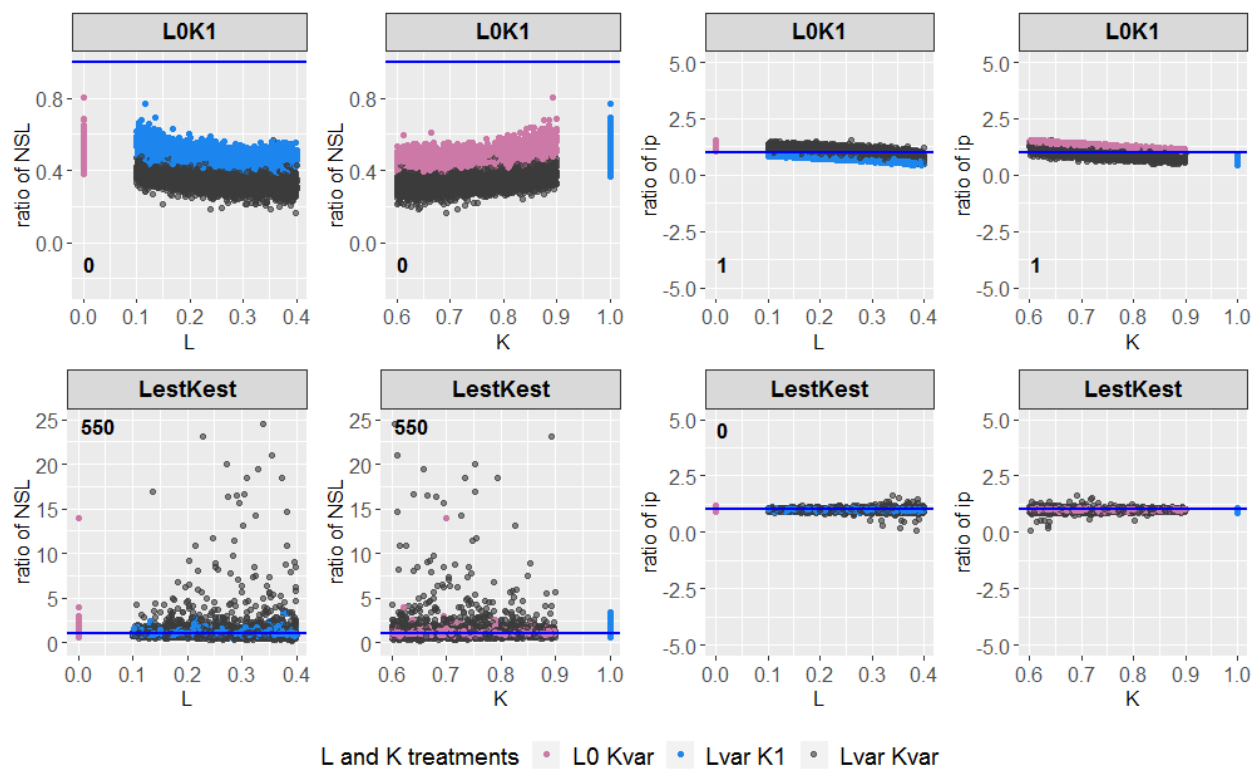 L0K1
L0K1
L0K1
L0K1
ratio of NSL
0.8
0.4
0.0
0
0.0 0.1 0.2 0.3 0.4
L
ratio of NSL
0.8
0.4
0.0
0
0.6 0.7 0.8 0.9 1.0
K
ratio of ip
5.0
2.5
0.0
-2.5
-5.0
1
0.0 0.1 0.2 0.3 0.4
L
ratio of ip
5.0
2.5
0.0
-2.5
-5.0
1
0.6 0.7 0.8 0.9 1.0
K
LestKest
LestKest
LestKest
LestKest
ratio of NSL
25
20
15
10
5
0
550
0.0 0.1 0.2 0.3 0.4
L
ratio of NSL
25
20
15
10
5
0
550
0.6 0.7 0.8 0.9 1.0
K
ratio of ip
5.0
2.5
0.0
-2.5
-5.0
0
0.0 0.1 0.2 0.3 0.4
L
ratio of ip
5.0
2.5
0.0
-2.5
-5.0
0.6 0.7 0.8 0.9 1.0
K
L and K treatments L0 Kvar Lvar K1 Lvar Kvar